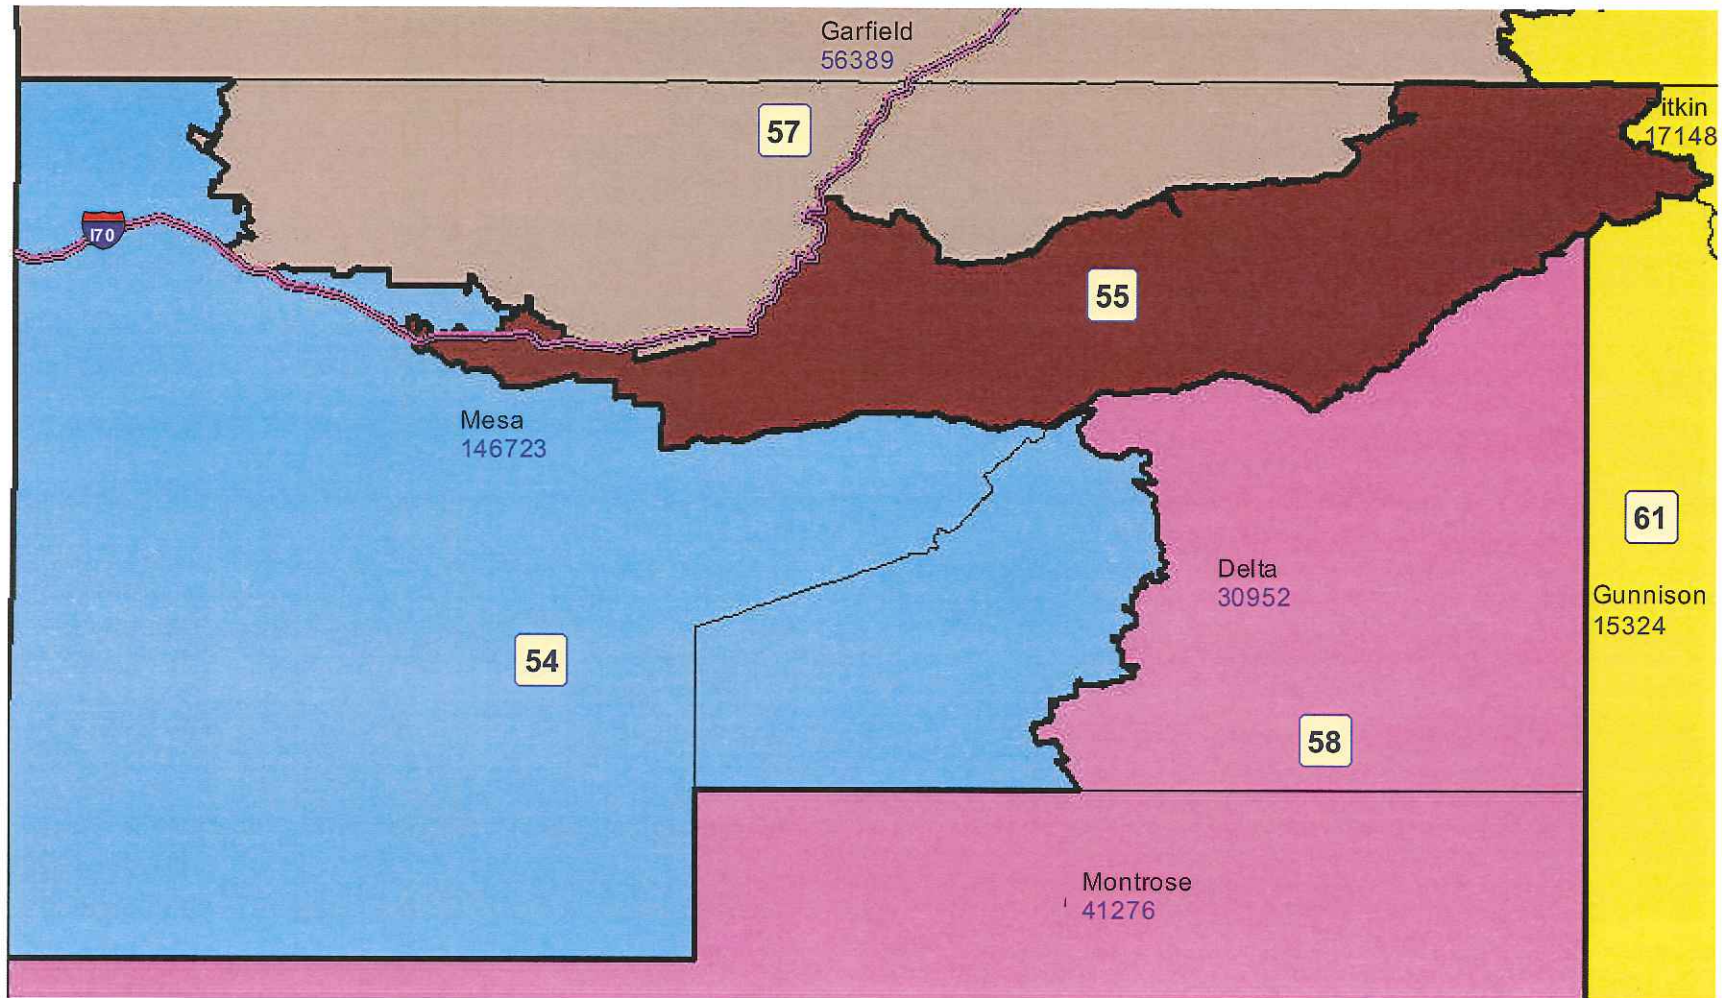 Garfield
56389
57
itkin
17148
I70
55
Mesa
146723
61
Delta
30952
Gunnison
15324
54
58
Montrose
41276